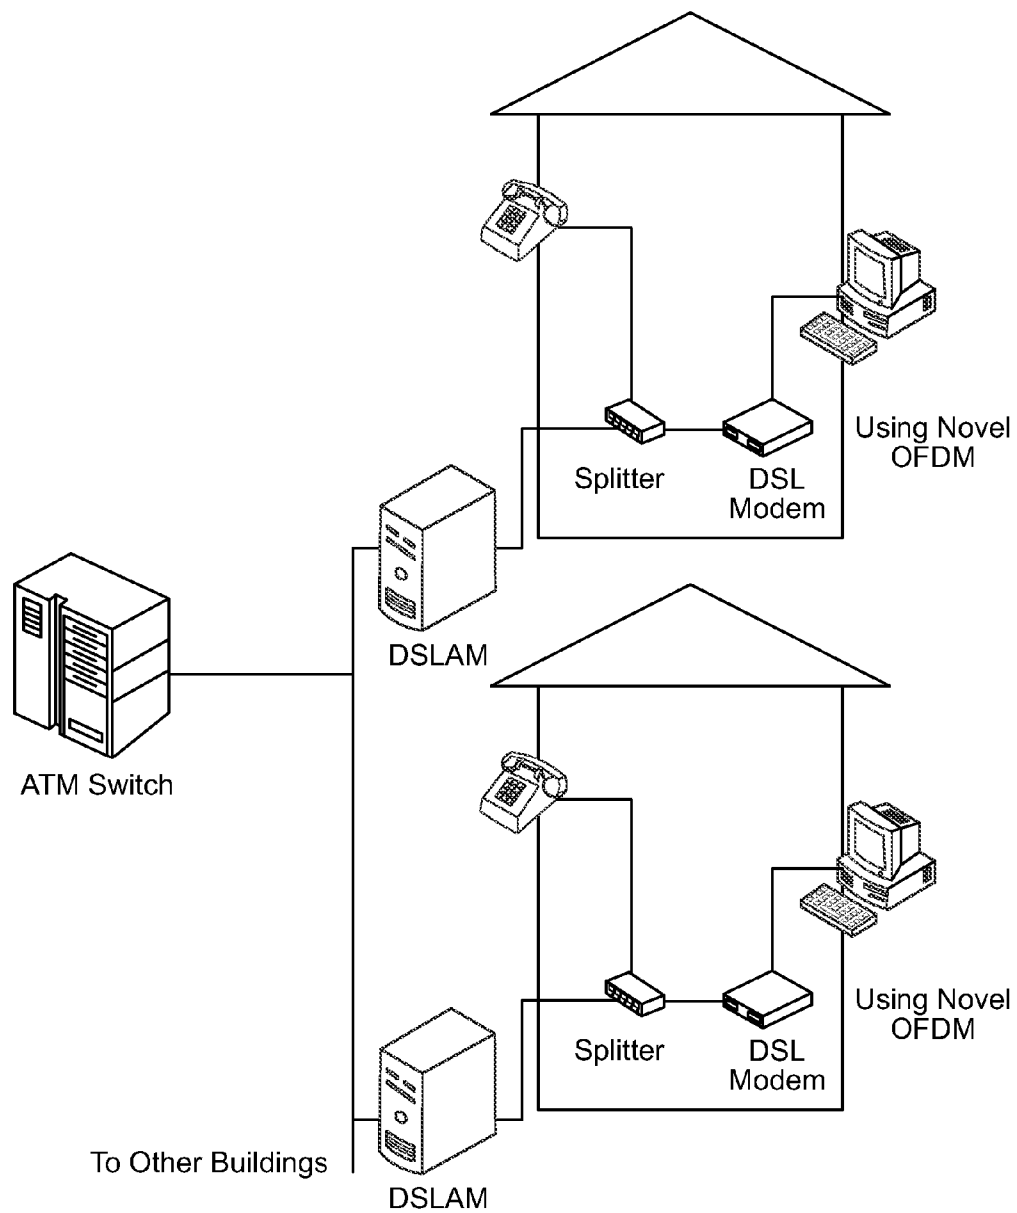 Using Novel
OFDM
Splitter
DSL
Modem
DSLAM
ATM Switch
Using Novel
OFDM
Splitter
DSL
Modem
To Other Buildings
DSLAM